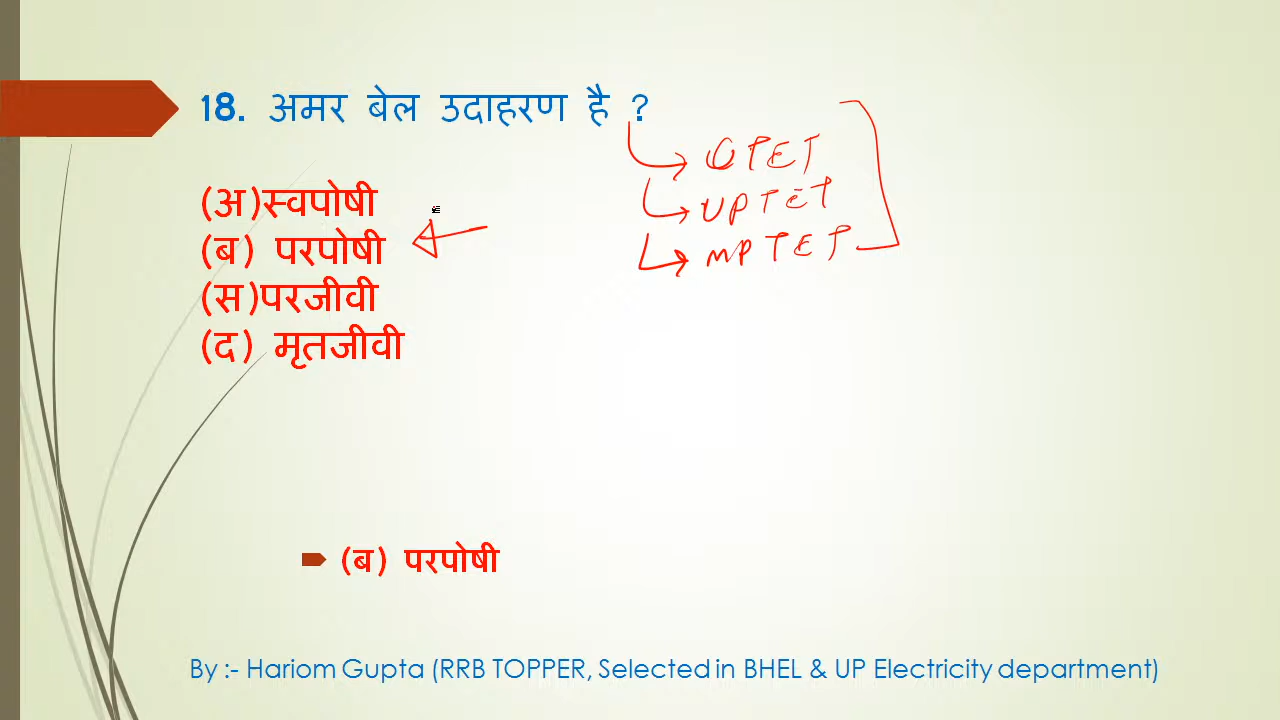 18. अमर बेल उदाहरण है ?
(अ)स्वपोषी
(ब) परपोषी
(स)परजीवी
(द) मृतजीवी
UPTET
MPTET
(ब) परपोषी
By :- Hariom Gupta (RRB TOPPER, Selected in BHEL & UP Electricity department)